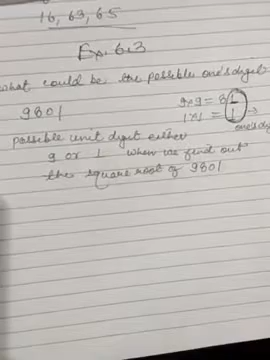 16, 63, 65
Ex. 6.3
what could be the possible one's digit
9801
9×9 = 81
1×1 = 1
one's
possible unit digit either
9 or 1 when we find out
the square root of 9801